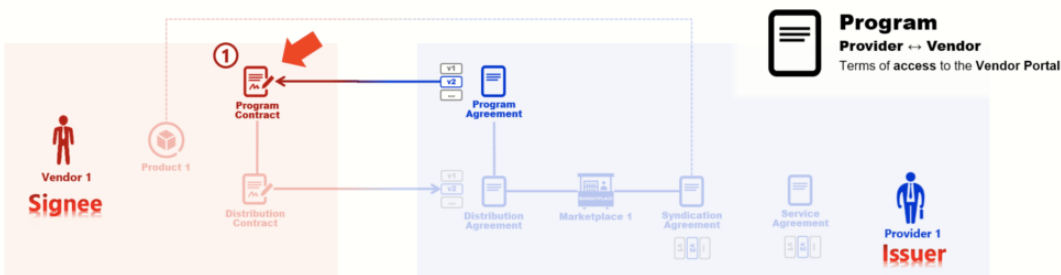 Program
Provider ↔ Vendor
Terms of access to the Vendor Portal
①
v1
v2
...
Program
Contract
Program
Agreement
Vendor 1
Signee
Product 1
Distribution
Contract
v1
v2
...
Distribution
Agreement
Marketplace 1
Syndication
Agreement
Service
Agreement
Provider 1
Issuer